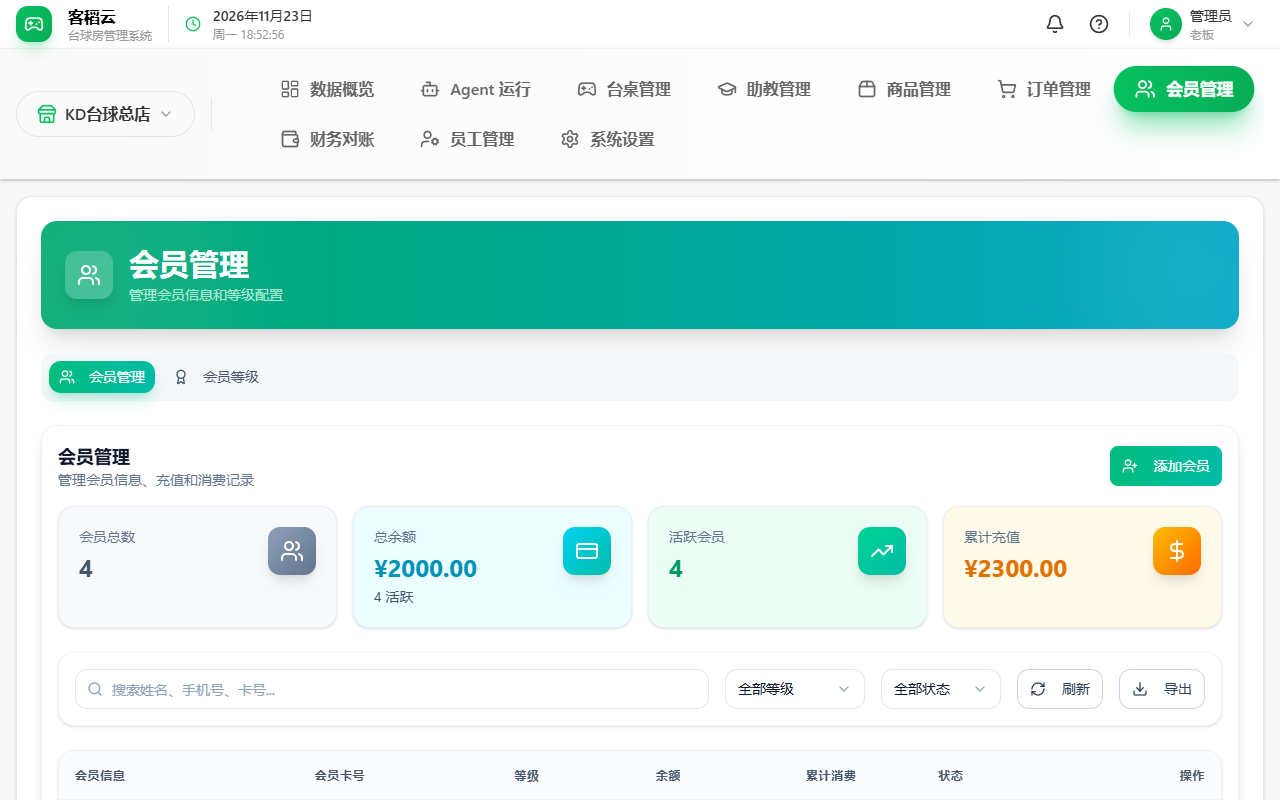 客稻云
台球房管理系统
2026年11月23日
周一 18:52:56
管理员
老板
KD台球总店
数据概览
Agent 运行
台桌管理
助教管理
商品管理
订单管理
会员管理
财务对账
员工管理
系统设置
会员管理
管理会员信息和等级配置
会员管理
会员等级
会员管理
管理会员信息、充值和消费记录
添加会员
会员总数
4
总余额
¥2000.00
4 活跃
活跃会员
4
累计充值
¥2300.00
搜索姓名、手机号、卡号...
全部等级
全部状态
刷新
导出
会员信息 会员卡号 等级 余额 累计消费 状态 操作